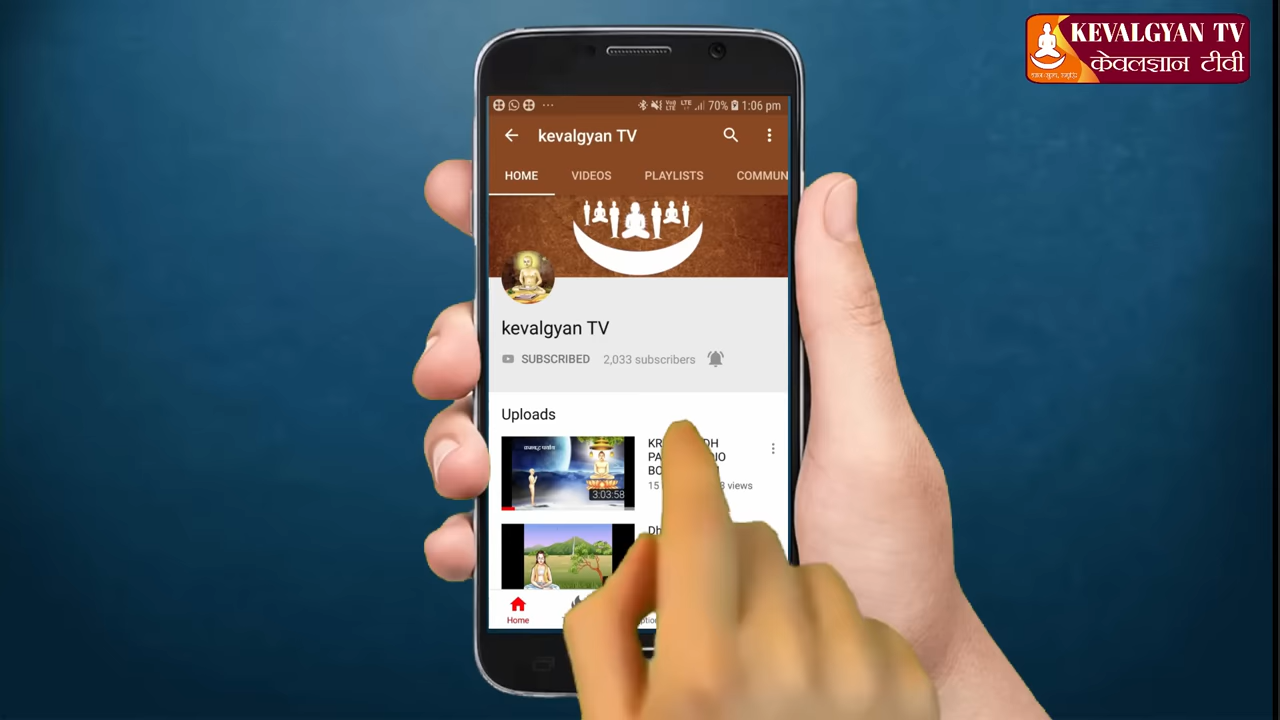 KEVALGYAN TV
केवलज्ञान टीवी
70% 1:06 pm
kevalgyan TV
HOME VIDEOS PLAYLISTS COMMUN
kevalgyan TV
SUBSCRIBED 2,033 subscribers
Uploads
3:03:58
views
Home